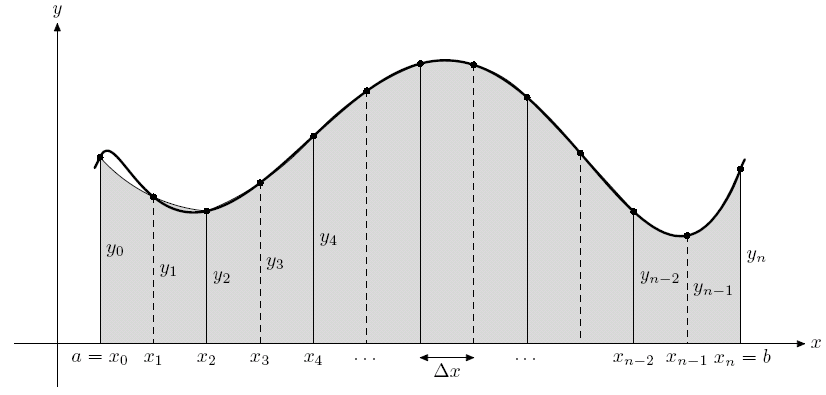 y
y₀
y₁
y₂
y₃
y₄
yₙ₋₂
yₙ₋₁
yₙ
a = x₀ x₁ x₂ x₃ x₄ ... ... xₙ₋₂ xₙ₋₁ xₙ = b x
Δx